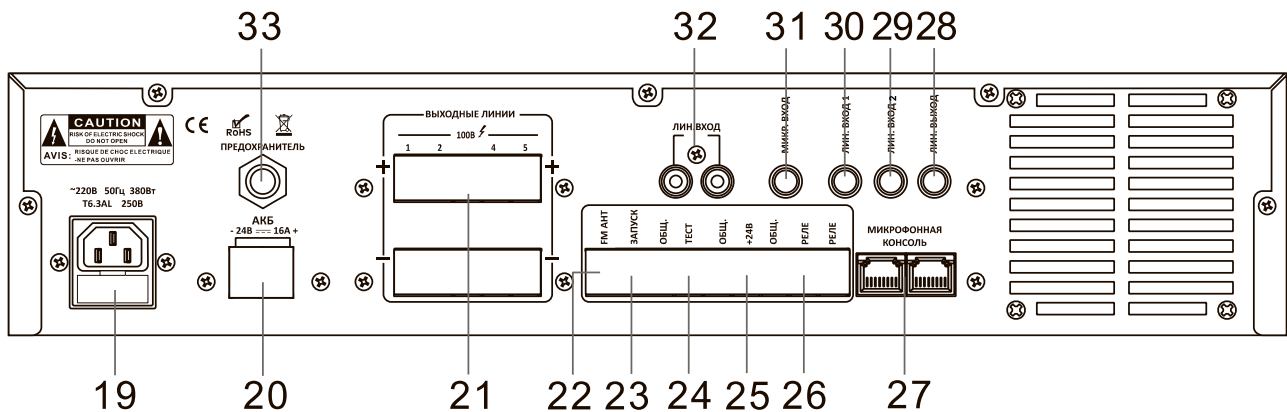 33
32
31
30
29
28
CAUTION
RISK OF ELECTRIC SHOCK
DO NOT OPEN
AVIS: RISQUE DE CHOC ELECTRIQUE
-NE PAS OUVRIR
CE
RoHS
ПРЕДОХРАНИТЕЛЬ
ВЫХОДНЫЕ ЛИНИИ
100В
1 2 4 5
+ +
- -
ЛИН.ВХОД
МИКР. ВХОД
ЛИН. ВХОД 1
ЛИН. ВХОД 2
ЛИН. ВЫХОД
~220В 50Гц 380Вт
T6.3AL 250В
АКБ
- 24В 16А +
FM АНТ
ЗАПУСК
ОБЩ.
ТЕСТ
ОБЩ.
+24В
ОБЩ.
РЕЛЕ
РЕЛЕ
МИКРОФОННАЯ
КОНСОЛЬ
19
20
21
22
23
24
25
26
27